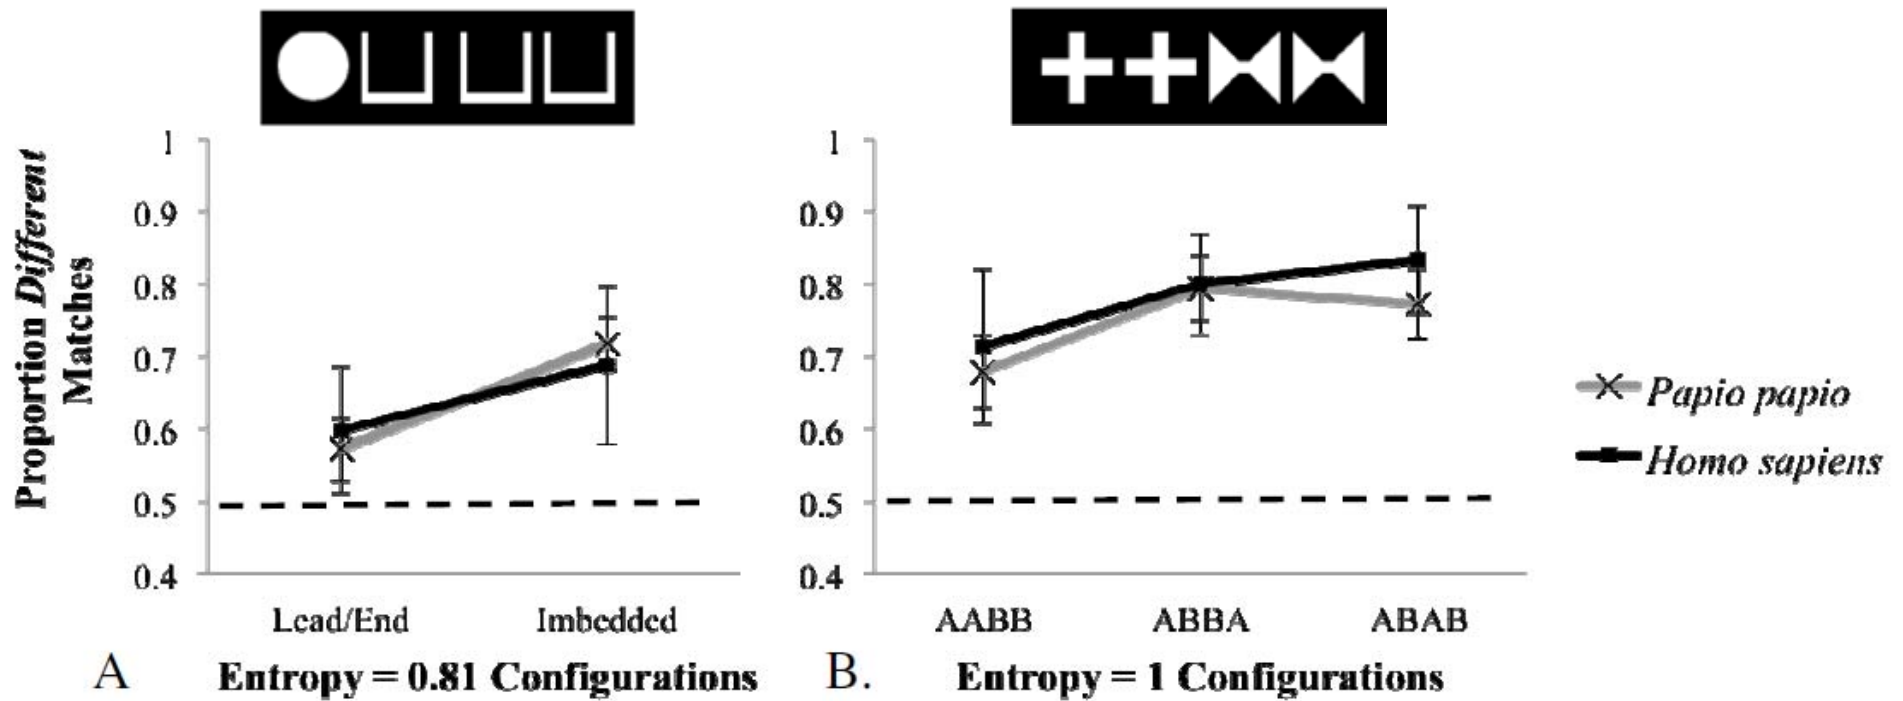 Proportion Different
Matches
1
0.9
0.8
0.7
0.6
0.5
0.4
Lead/End Imbedded
A Entropy = 0.81 Configurations
1
0.9
0.8
0.7
0.6
0.5
0.4
AABB ABBA ABAB
B. Entropy = 1 Configurations
Papio papio
Homo sapiens